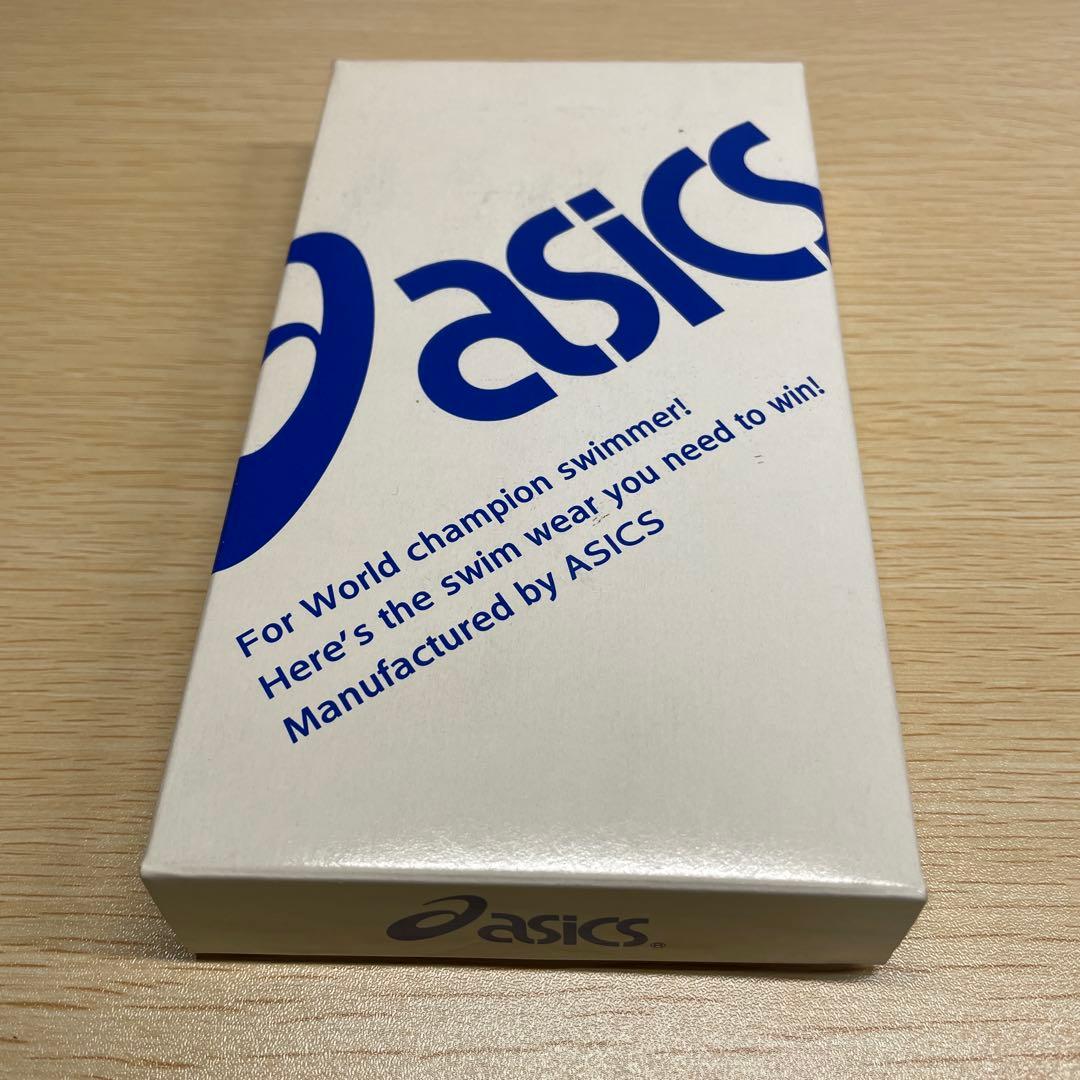 asics
For World champion swimmer!
Here's the swim wear you need to win!
Manufactured by ASICS
asics®